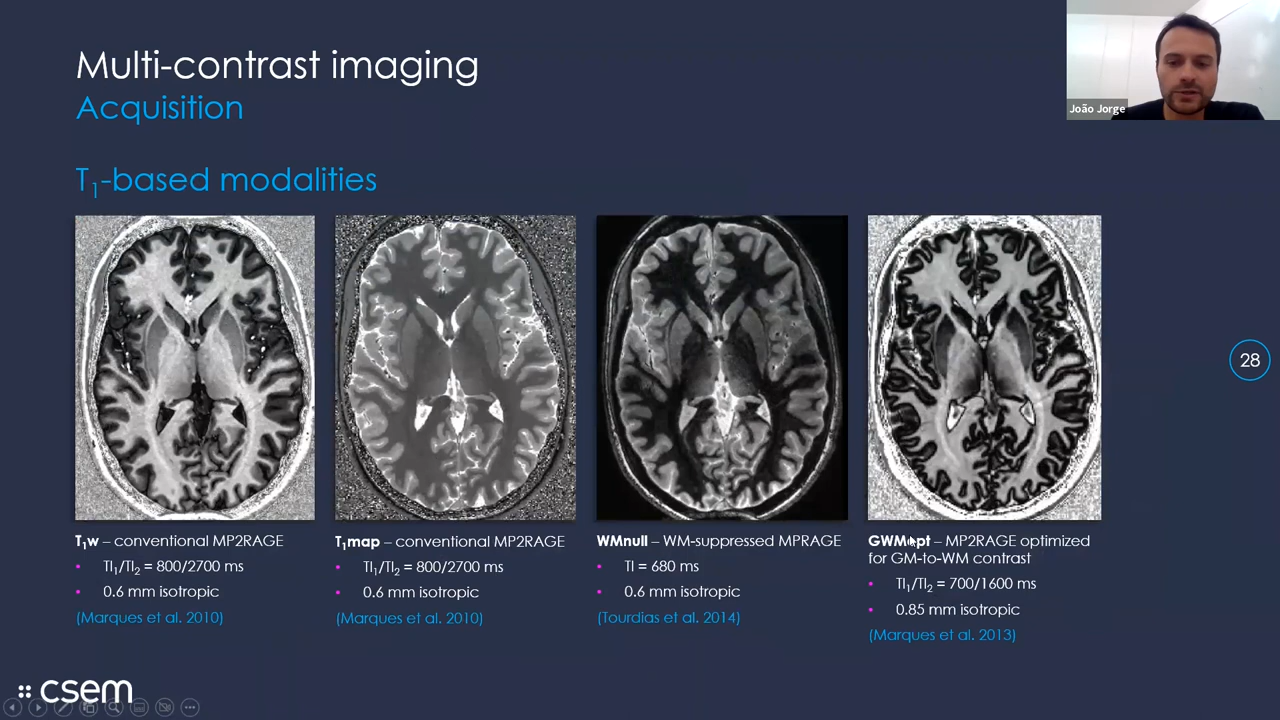 Multi-contrast imaging
Acquisition
João Jorge
T1-based modalities
28
T1w – conventional MP2RAGE
• TI1/TI2 = 800/2700 ms
• 0.6 mm isotropic
(Marques et al. 2010)
T1map – conventional MP2RAGE
• TI1/TI2 = 800/2700 ms
• 0.6 mm isotropic
(Marques et al. 2010)
WMnull – WM-suppressed MPRAGE
• TI = 680 ms
• 0.6 mm isotropic
(Tourdias et al. 2014)
GWMopt – MP2RAGE optimized
for GM-to-WM contrast
• TI1/TI2 = 700/1600 ms
• 0.85 mm isotropic
(Marques et al. 2013)
csem